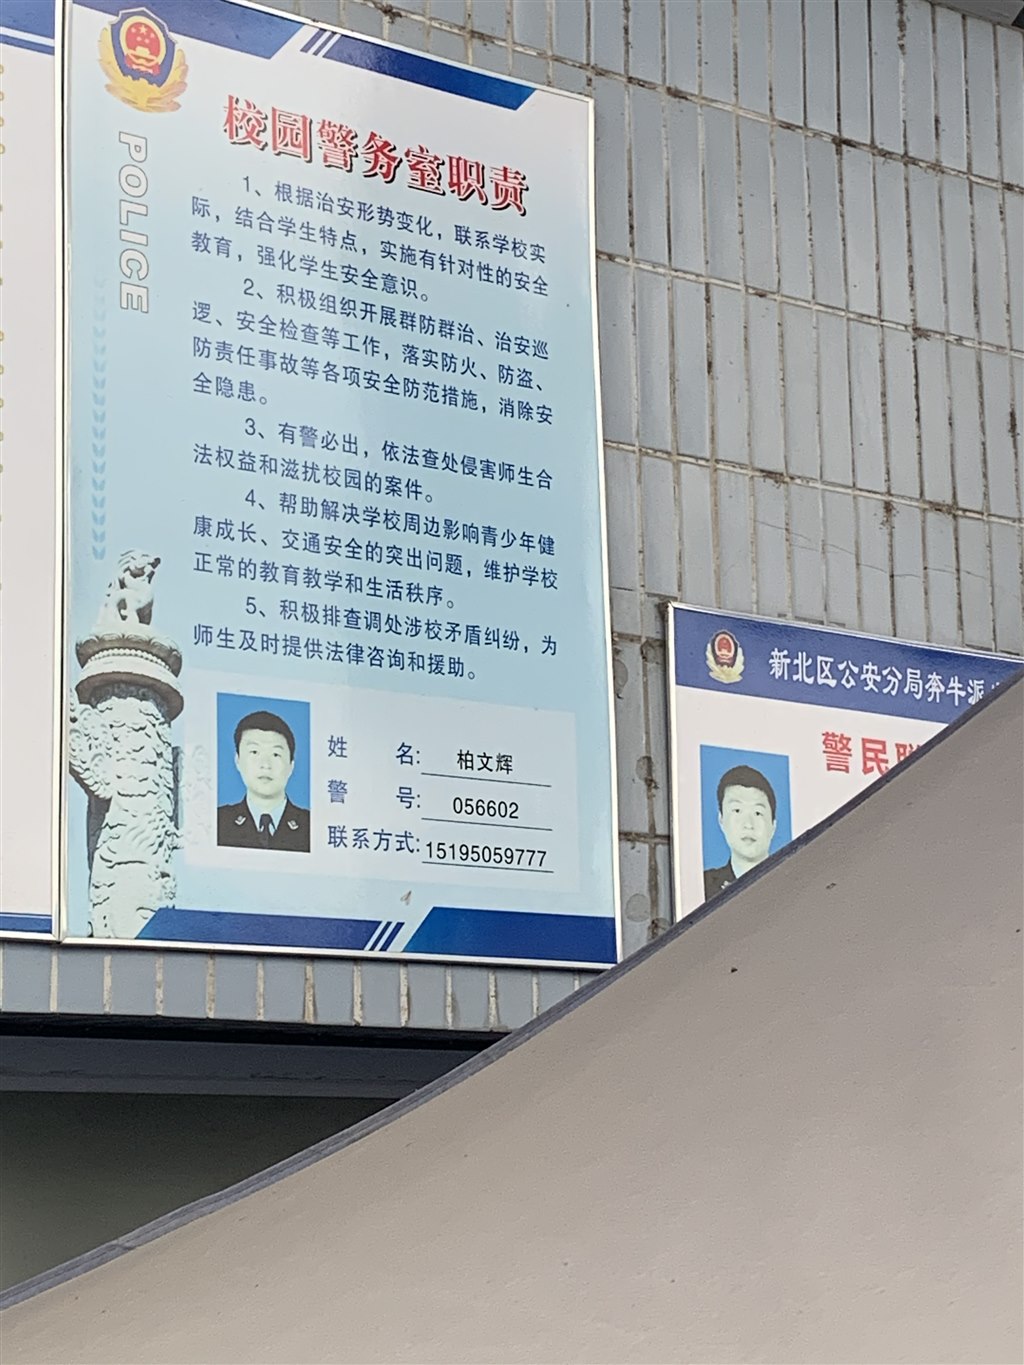 POLICE
校园警务室职责
1、根据治安形势变化，联系学校实
际，结合学生特点，实施有针对性的安全
教育，强化学生安全意识。
2、积极组织开展群防群治、治安巡
逻、安全检查等工作，落实防火、防盗、
防责任事故等各项安全防范措施，消除安
全隐患。
3、有警必出，依法查处侵害师生合
法权益和滋扰校园的案件。
4、帮助解决学校周边影响青少年健
康成长、交通安全的突出问题，维护学校
正常的教育教学和生活秩序。
5、积极排查调处涉校矛盾纠纷，为
师生及时提供法律咨询和援助。
姓 名: 柏文辉
警 号: 056602
联系方式: 15195059777
新北区公安分局奔牛派
警民